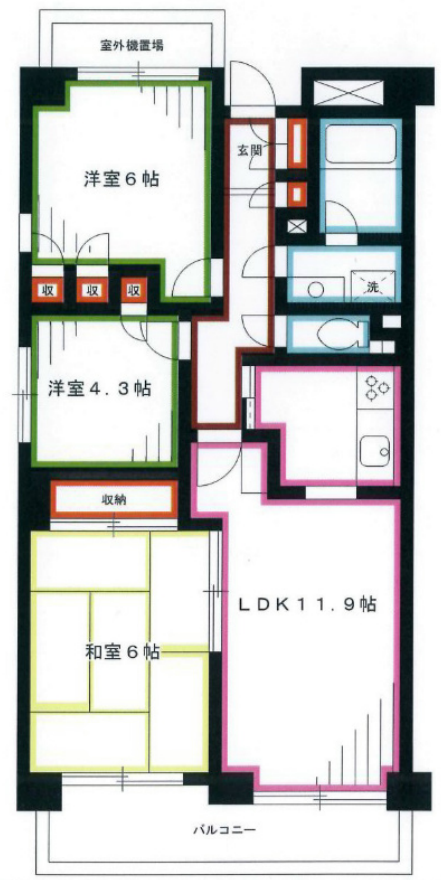 室外機置場
玄関
洋室6帖
収
収
収
洗
洋室4.3帖
収納
LDK11.9帖
和室6帖
バルコニー